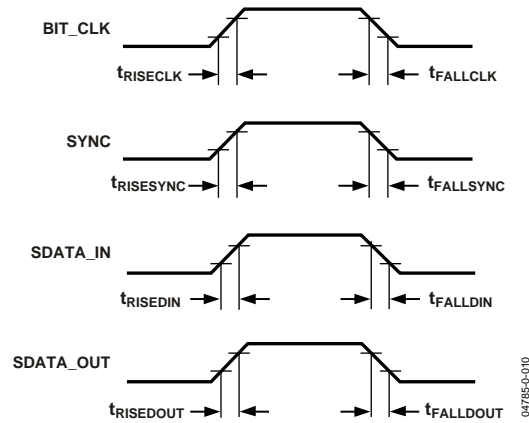 BIT_CLK
tRISECLK
tFALLCLK
SYNC
tRISESYNC
tFALLSYNC
SDATA_IN
tRISEDIN
tFALLDIN
SDATA_OUT
tRISEDOUT
tFALLDOUT
04785-0-010